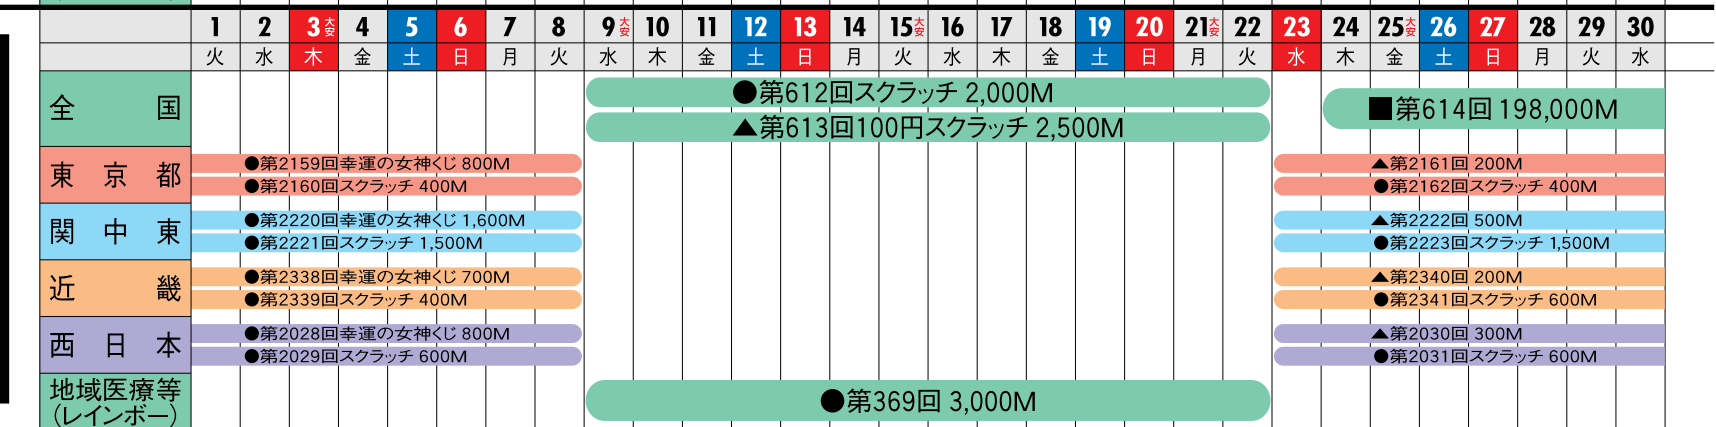 1 2 3 大安 4 5 6 7 8 9 大安 10 11 12 13 14 15 大安 16 17 18 19 20 21 大安 22 23 24 25 大安 26 27 28 29 30
火 水 木 金 土 日 月 火 水 木 金 土 日 月 火 水 木 金 土 日 月 火 水 木 金 土 日 月 火 水
全国
●第612回スクラッチ 2,000M
▲第613回100円スクラッチ 2,500M
■第614回 198,000M
東京都
●第2159回幸運の女神くじ 800M
●第2160回スクラッチ 400M
▲第2161回 200M
●第2162回スクラッチ 400M
関中東
●第2220回幸運の女神くじ 1,600M
●第2221回スクラッチ 1,500M
▲第2222回 500M
●第2223回スクラッチ 1,500M
近畿
●第2338回幸運の女神くじ 700M
●第2339回スクラッチ 400M
▲第2340回 200M
●第2341回スクラッチ 600M
西日本
●第2028回幸運の女神くじ 800M
●第2029回スクラッチ 600M
▲第2030回 300M
●第2031回スクラッチ 600M
地域医療等
(レインボー)
●第369回 3,000M